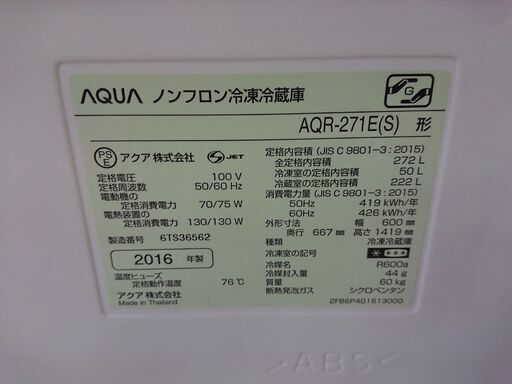 AQUA ノンフロン冷凍冷蔵庫
G
AQR-271E(S) 形
PS E アクア株式会社 S JET
定格電圧 100 V
定格周波数 50/60 Hz
電動機の
定格消費電力 70/75 W
電熱装置の
定格消費電力 130/130 W
製造番号 6TS36562
2016 年製
温度ヒューズ
定格動作温度 76℃
アクア株式会社
Made in Thailand
定格内容積 (JIS C 9801-3 : 2015)
全定格内容積 272 L
冷凍室の定格内容積 50 L
冷蔵室の定格内容積 222 L
消費電力量 (JIS C 9801-3 : 2015)
50Hz 419 kWh/年
60Hz 426 kWh/年
外形寸法 幅 600 mm
奥行 667 mm 高さ 1419 mm
種類 冷凍冷蔵庫
冷凍室の記号
冷媒名 R600a
冷媒封入量 44 g
質量 60 kg
断熱発泡ガス シクロペンタン
2FB6P401513000
>ABS<